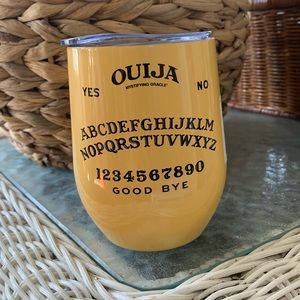 OUIJA
MYSTIFYING ORACLE
YES NO
ABCDEFGHIJKLM
NOPQRSTUVWXYZ
1234567890
GOOD BYE